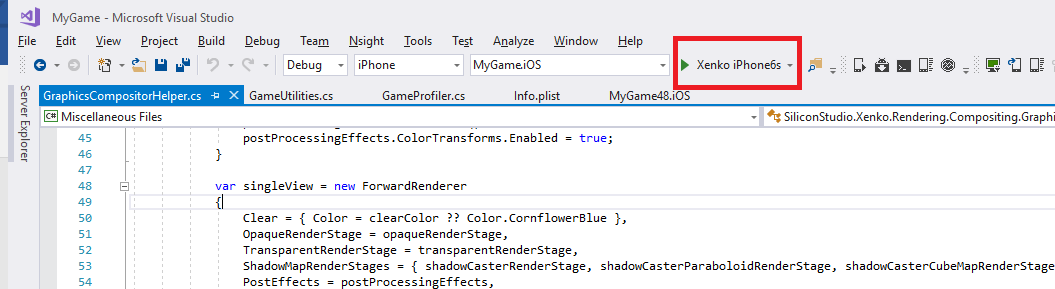 MyGame - Microsoft Visual Studio
File Edit View Project Build Debug Team Nsight Tools Test Analyze Window Help
Debug iPhone MyGame.iOS Xenko iPhone6s
Server Explorer
GraphicsCompositorHelper.cs GameUtilities.cs GameProfiler.cs Info.plist MyGame48.iOS
C# Miscellaneous Files SiliconStudio.Xenko.Rendering.Compositing.Graphi
45 postProcessingEffects.ColorTransforms.Enabled = true;
46 }
47
48 var singleView = new ForwardRenderer
49 {
50 Clear = { Color = clearColor ?? Color.CornflowerBlue },
51 OpaqueRenderStage = opaqueRenderStage,
52 TransparentRenderStage = transparentRenderStage,
53 ShadowMapRenderStages = { shadowCasterRenderStage, shadowCasterParaboloidRenderStage, shadowCasterCubeMapRenderStage
54 PostEffects = postProcessingEffects,